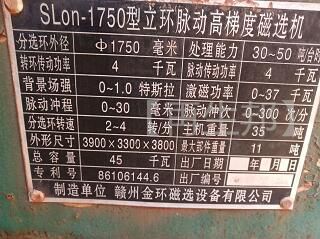 SLon-1750型立环脉动高梯度磁选机
分选环外径 Φ1750 毫米 处理能力 30~50 吨台时
转环传动功率 4 千瓦 脉动传动功率 4 千瓦
背景场强 0~1.0 特斯拉 激磁功率 0~37 千瓦
脉动冲程 0~30 毫米 脉动冲次 0~300 次/分
分选环转速 2~4 转/分 主机重量 35 吨
外形尺寸 3900×3300×3800 最大部件重量 11 吨
总容量 45 千瓦 出厂日期 年 月 日
专利号 86106144.6 出厂编号
制造单位 赣州金环磁选设备有限公司